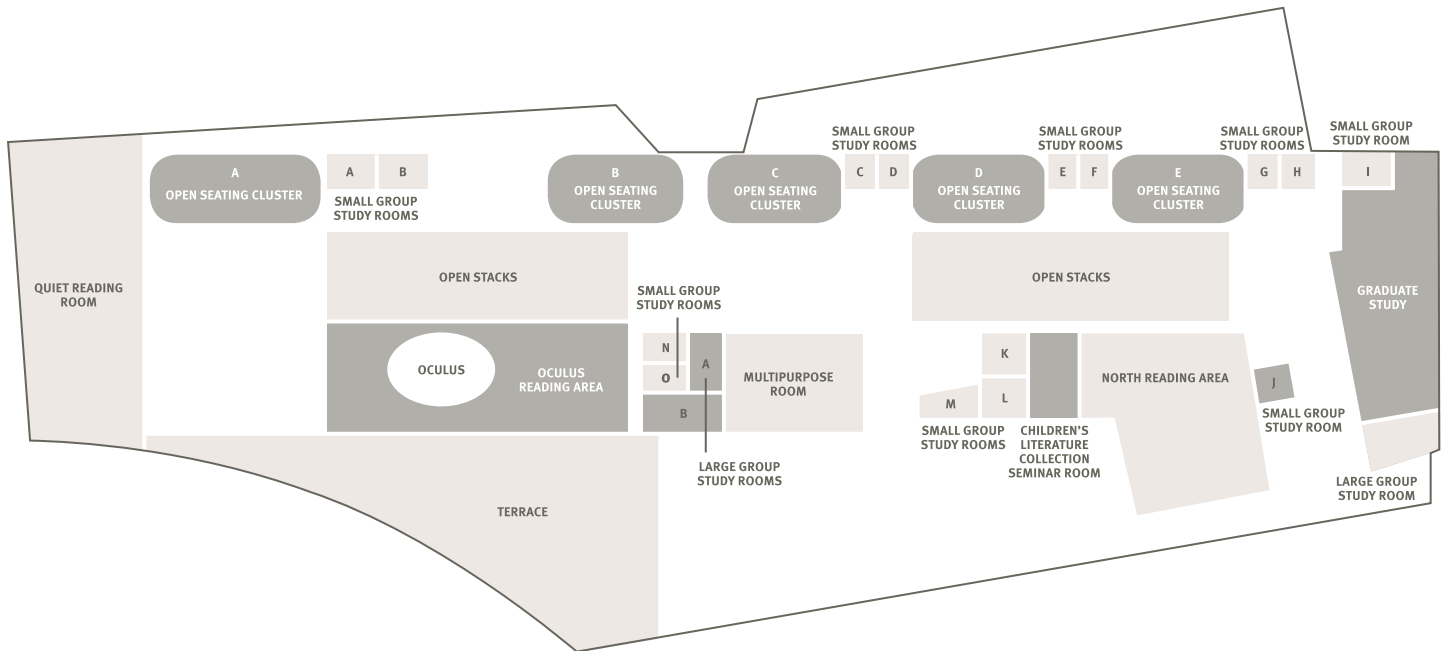 SMALL GROUP
STUDY ROOM
SMALL GROUP
STUDY ROOMS
SMALL GROUP
STUDY ROOMS
SMALL GROUP
STUDY ROOMS
A
OPEN SEATING CLUSTER
A
B
SMALL GROUP
STUDY ROOMS
B
OPEN SEATING
CLUSTER
C
OPEN SEATING
CLUSTER
C
D
D
OPEN SEATING
CLUSTER
E
F
E
OPEN SEATING
CLUSTER
G
H
I
QUIET READING
ROOM
OPEN STACKS
SMALL GROUP
STUDY ROOMS
OPEN STACKS
GRADUATE
STUDY
OCULUS
OCULUS
READING AREA
N
O
A
B
MULTIPURPOSE
ROOM
K
L
M
NORTH READING AREA
J
SMALL GROUP
STUDY ROOM
SMALL GROUP
STUDY ROOMS
CHILDREN'S
LITERATURE
COLLECTION
SEMINAR ROOM
LARGE GROUP
STUDY ROOMS
LARGE GROUP
STUDY ROOM
TERRACE